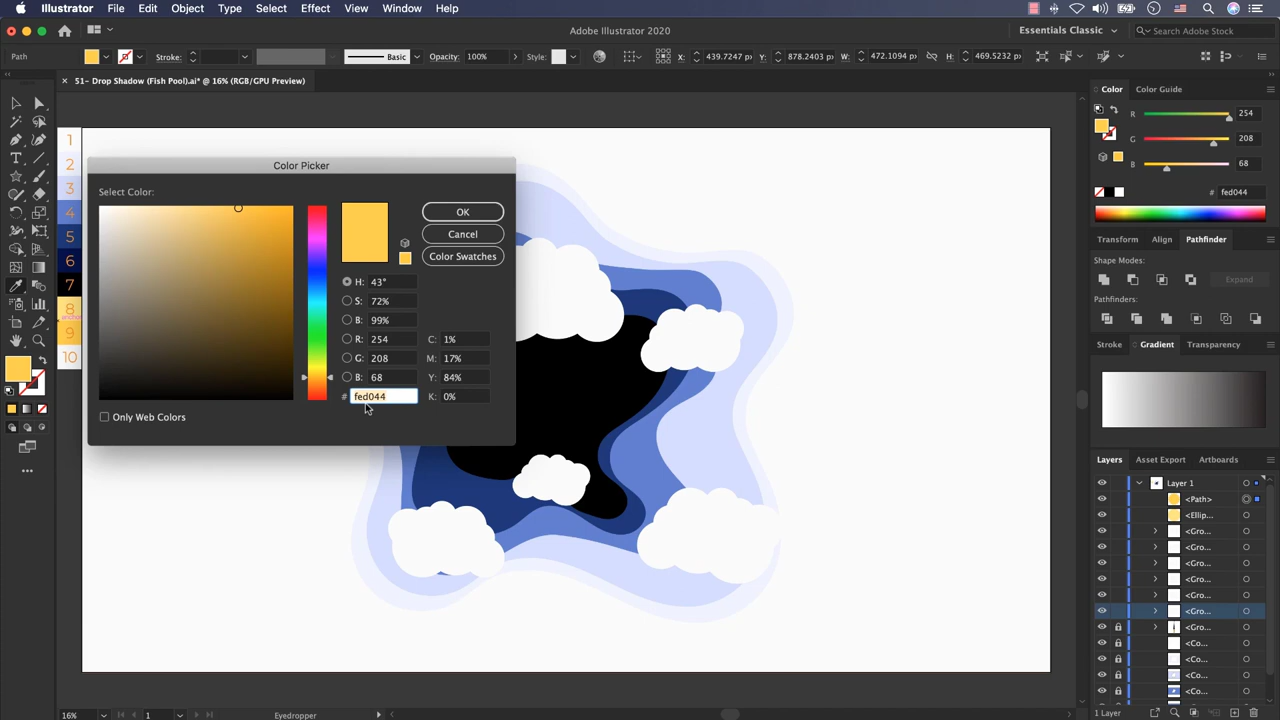 Illustrator File Edit Object Type Select Effect View Window Help
Adobe Illustrator 2020
Essentials Classic
Search Adobe Stock
Path
Stroke:
Basic
Opacity: 100%
Style:
X: 439.7247 p
Y: 878.2403 p
W: 472.1094 p
H: 469.5232 p
× 51- Drop Shadow (Fish Pool).ai* @ 16% (RGB/GPU Preview)
1
2
3
4
5
6
7
8
9
10
Color Picker
Select Color:
OK
Cancel
Color Swatches
H: 43°
S: 72%
B: 99%
R: 254
G: 208
B: 68
# fed044
C: 1%
M: 17%
Y: 84%
K: 0%
Only Web Colors
Color Color Guide
R 254
G 208
B 68
# fed044
Transform Align Pathfinder
Shape Modes:
Expand
Pathfinders:
Stroke Gradient Transparency
Layers Asset Export Artboards
Layer 1
<Path>
<Ellip...
<Gro...
<Gro...
<Gro...
<Gro...
<Gro...
<Gro...
<Gro...
<Co...
<Co...
<Co...
<Co...
1 Layer
16%
1
Eyedropper